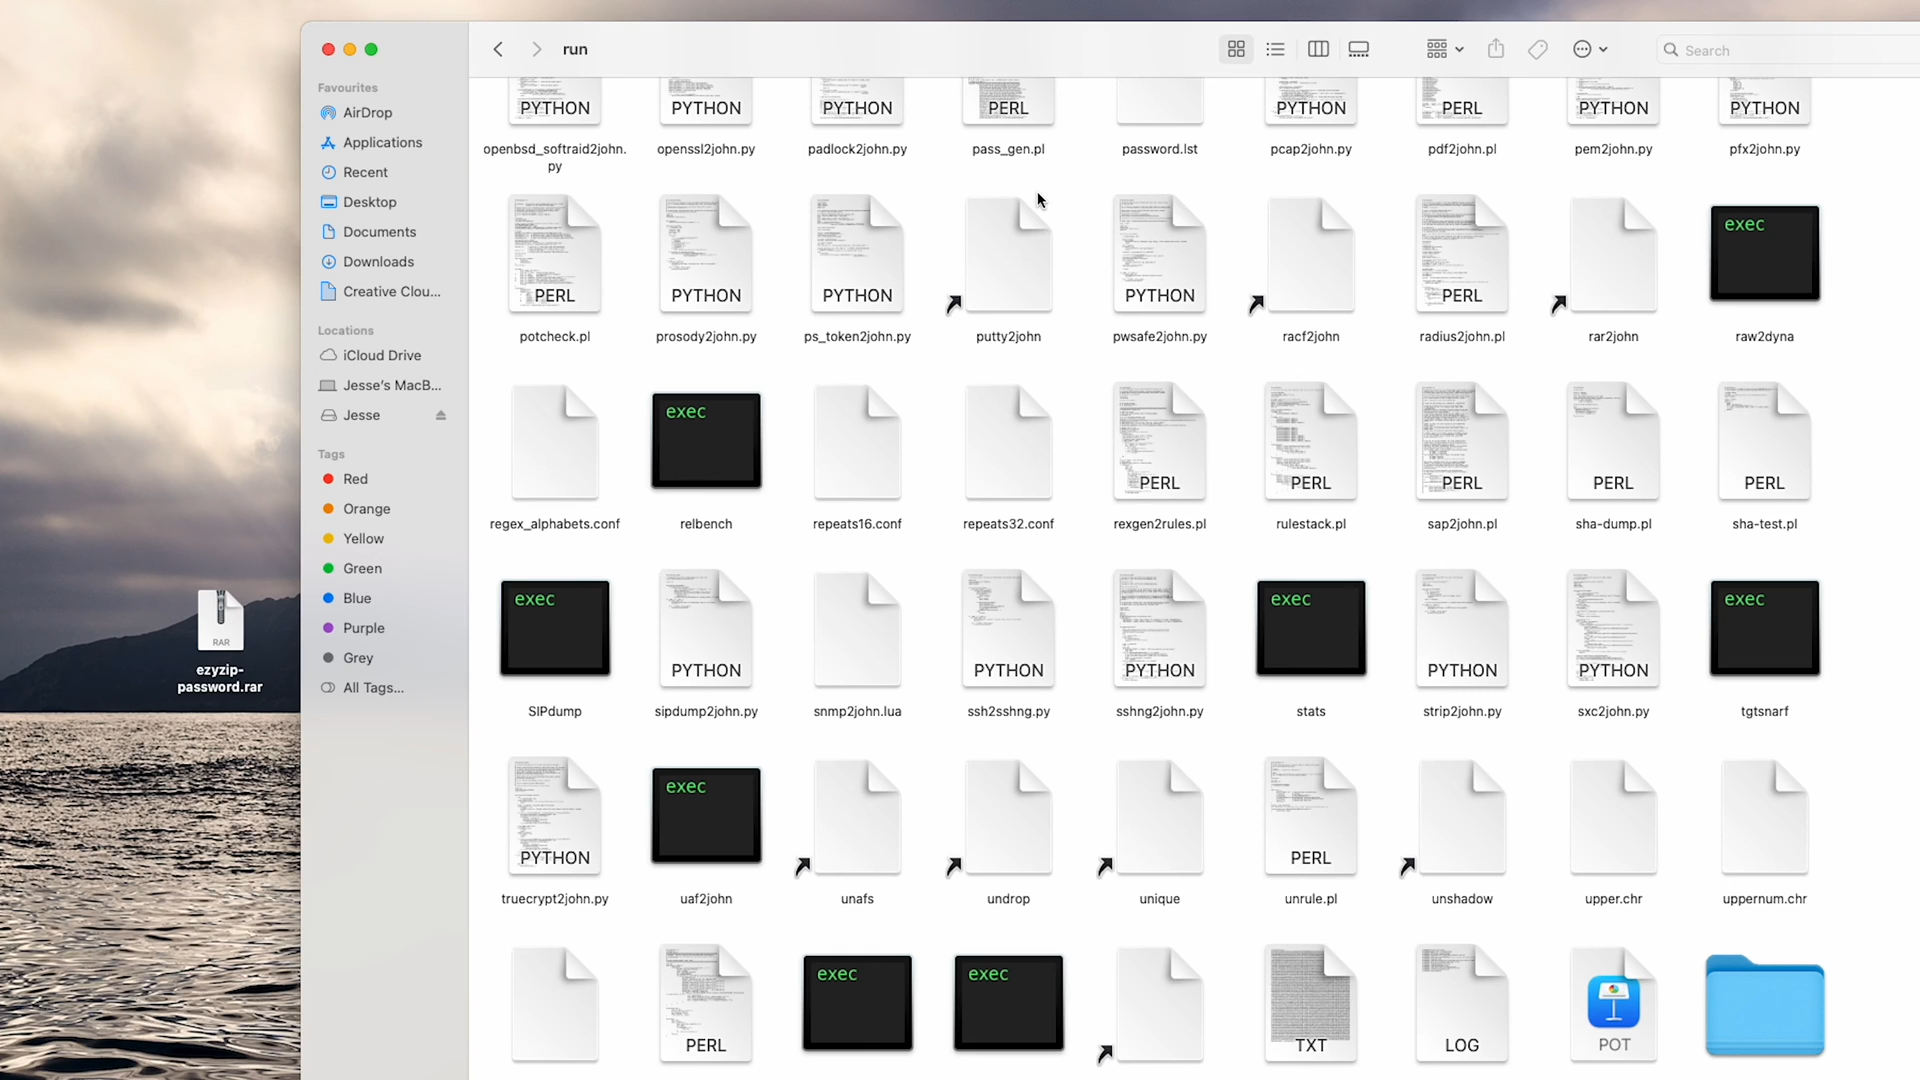 run
Search
Favourites
AirDrop
Applications
Recent
Desktop
Documents
Downloads
Creative Clou...
Locations
iCloud Drive
Jesse's MacB...
Jesse
Tags
Red
Orange
Yellow
Green
Blue
Purple
Grey
All Tags...
RAR
ezyzip-
password.rar
PYTHON PYTHON PYTHON PERL PYTHON PERL PYTHON PYTHON
openbsd_softraid2john. openssl2john.py padlock2john.py pass_gen.pl password.lst pcap2john.py pdf2john.pl pem2john.py pfx2john.py
py
exec
PERL PYTHON PYTHON PYTHON PERL
potcheck.pl prosody2john.py ps_token2john.py putty2john pwsafe2john.py racf2john radius2john.pl rar2john raw2dyna
exec
PERL PERL PERL PERL PERL
regex_alphabets.conf relbench repeats16.conf repeats32.conf rexgen2rules.pl rulestack.pl sap2john.pl sha-dump.pl sha-test.pl
exec exec exec
PYTHON PYTHON PYTHON PYTHON PYTHON
SIPdump sipdump2john.py snmp2john.lua ssh2sshng.py sshng2john.py stats strip2john.py sxc2john.py tgtsnarf
exec
PYTHON PERL
truecrypt2john.py uaf2john unafs undrop unique unrule.pl unshadow upper.chr uppernum.chr
exec exec
PERL TXT LOG POT